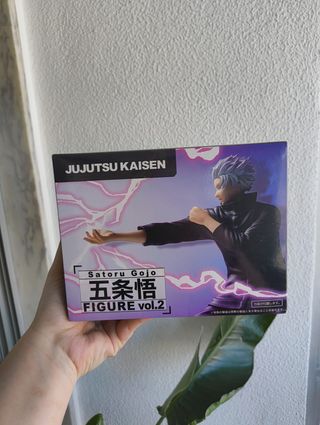 JUJUTSU KAISEN
Satoru Gojo
五条悟
FIGURE vol.2